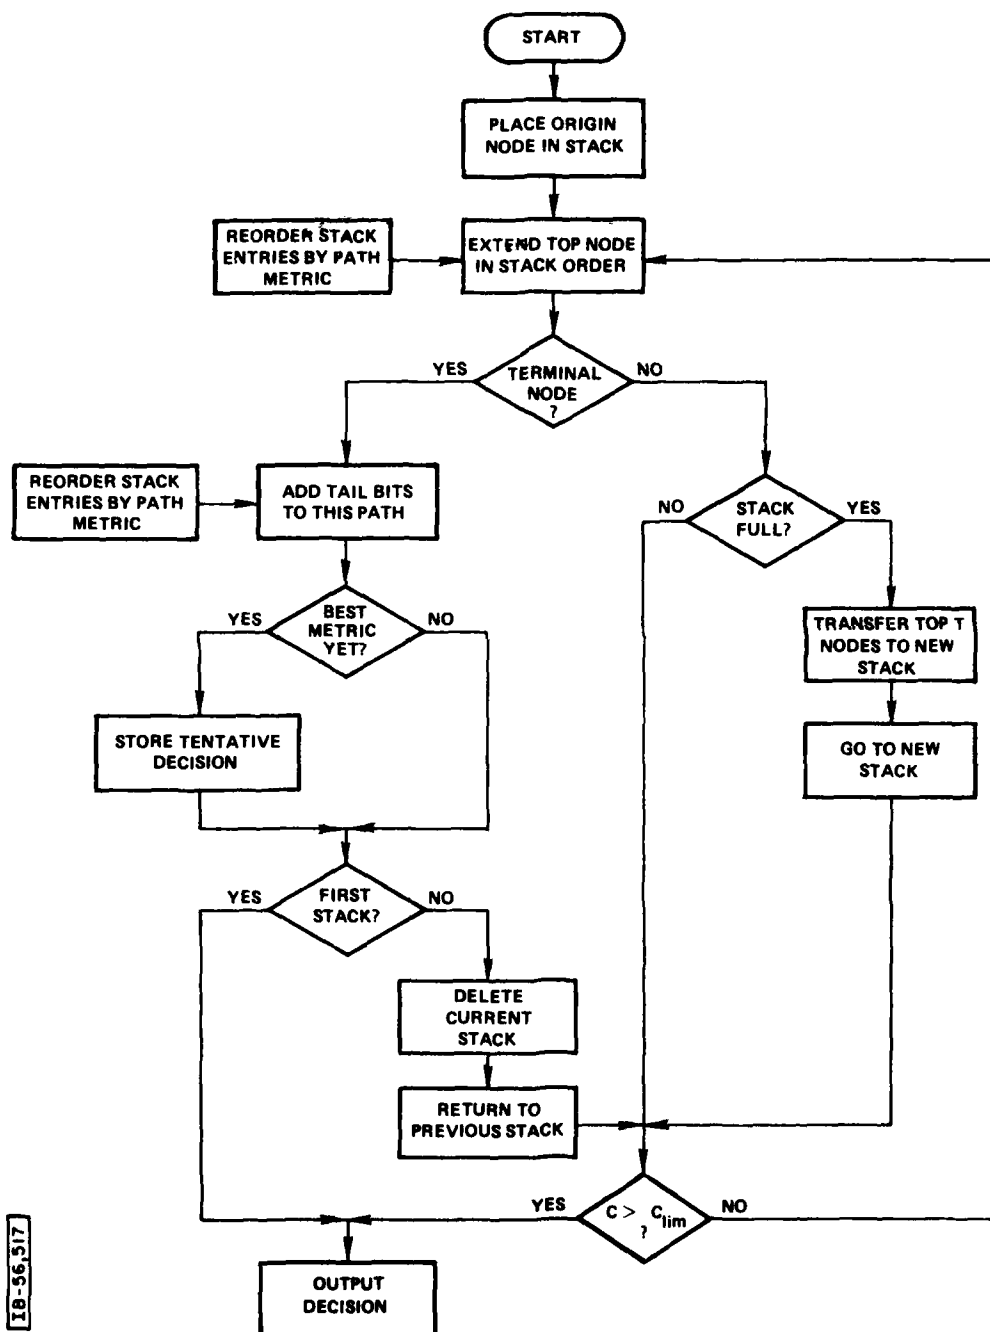 START
PLACE ORIGIN
NODE IN STACK
REORDER STACK
ENTRIES BY PATH
METRIC
EXTEND TOP NODE
IN STACK ORDER
YES
TERMINAL
NODE
?
NO
REORDER STACK
ENTRIES BY PATH
METRIC
ADD TAIL BITS
TO THIS PATH
NO
STACK
FULL?
YES
YES
BEST
METRIC
YET?
NO
TRANSFER TOP T
NODES TO NEW
STACK
STORE TENTATIVE
DECISION
GO TO NEW
STACK
YES
FIRST
STACK?
NO
DELETE
CURRENT
STACK
RETURN TO
PREVIOUS STACK
YES
C > Clim
?
NO
OUTPUT
DECISION
IB-56,517